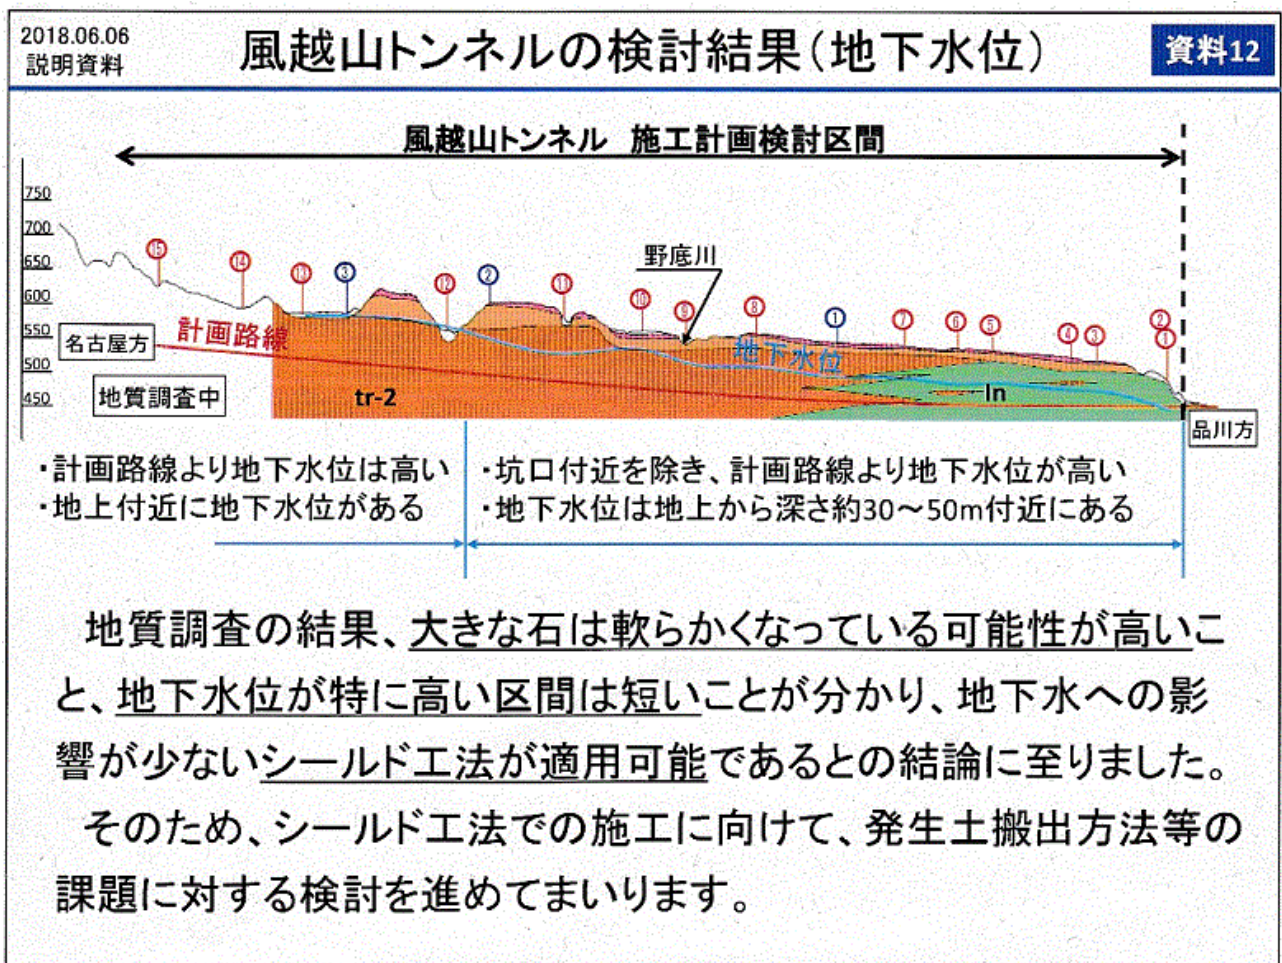 2018.06.06
説明資料
風越山トンネルの検討結果（地下水位）
資料12
風越山トンネル 施工計画検討区間
750
700
650
600
550
500
450
⑮
⑭
⑬
③
⑫
②
⑪
⑩
⑨
野底川
⑧
①
⑦
⑥
⑤
④
③
②
①
名古屋方
計画路線
地下水位
地質調査中
tr-2
In
品川方
・計画路線より地下水位は高い
・地上付近に地下水位がある
・坑口付近を除き、計画路線より地下水位が高い
・地下水位は地上から深さ約30～50m付近にある
地質調査の結果、大きな石は軟らかくなっている可能性が高いこ
と、地下水位が特に高い区間は短いことが分かり、地下水への影
響が少ないシールド工法が適用可能であるとの結論に至りました。
そのため、シールド工法での施工に向けて、発生土搬出方法等の
課題に対する検討を進めてまいります。